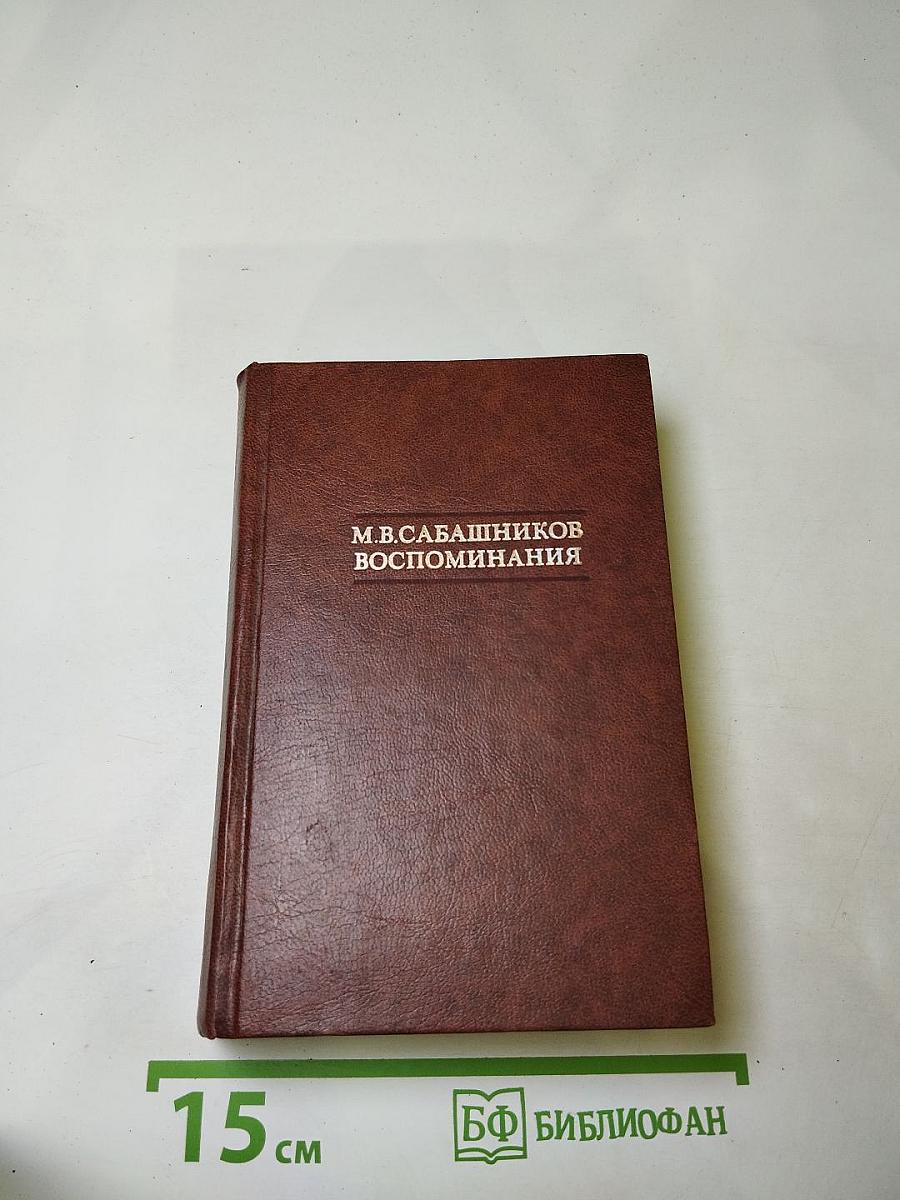 М.В.САБАШНИКОВ
ВОСПОМИНАНИЯ
15 см
БФ БИБЛИОФАН